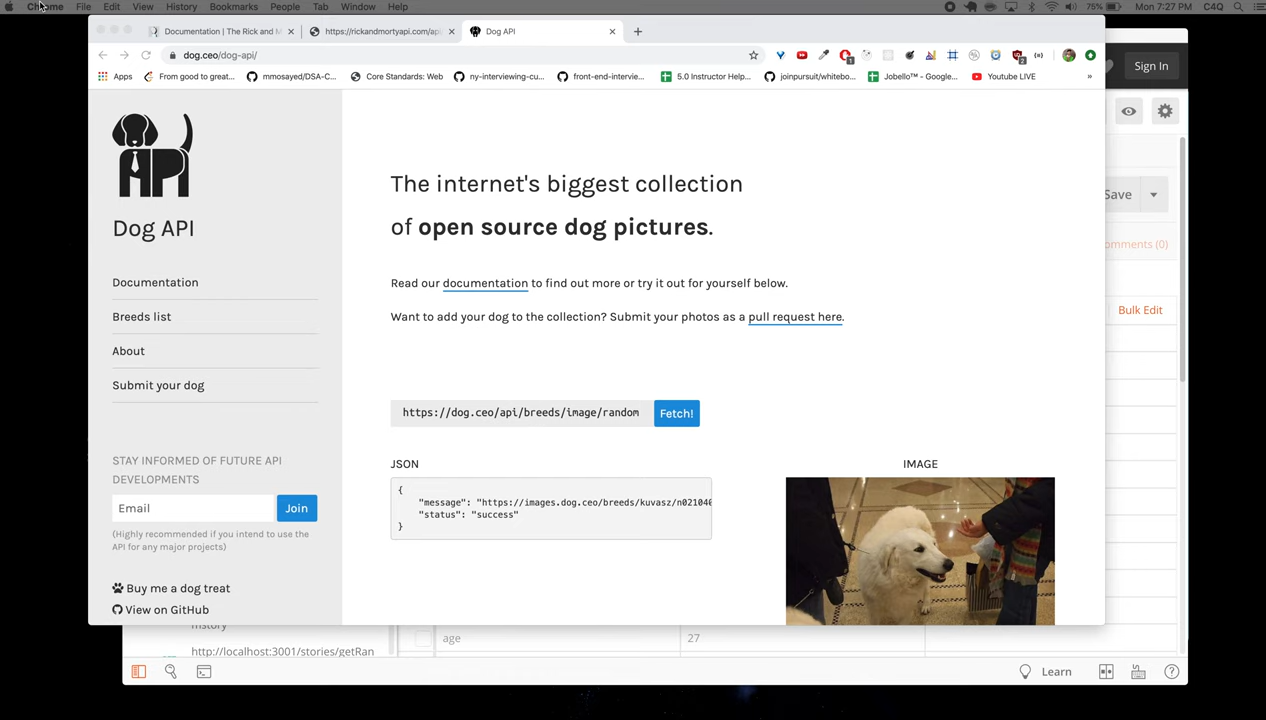 Chrome File Edit View History Bookmarks People Tab Window Help 75% Mon 7:27 PM C4Q
Documentation | The Rick and M
https://rickandmortyapi.com/api
Dog API
dog.ceo/dog-api/
Apps From good to great... mmosayed/DSA-C... Core Standards: Web ny-interviewing-cu... front-end-intervie... 5.0 Instructor Help... joinpursuit/whitebo... Jobello™ - Google... Youtube LIVE »
Sign In
API
Dog API
Documentation
Breeds list
About
Submit your dog
STAY INFORMED OF FUTURE API
DEVELOPMENTS
Email Join
(Highly recommended if you intend to use the
API for any major projects)
Buy me a dog treat
View on GitHub
The internet's biggest collection
of open source dog pictures.
Read our documentation to find out more or try it out for yourself below.
Want to add your dog to the collection? Submit your photos as a pull request here.
https://dog.ceo/api/breeds/image/random Fetch!
JSON
{
"message": "https://images.dog.ceo/breeds/kuvasz/n021040
"status": "success"
}
IMAGE
Save
omments (0)
Bulk Edit
history
http://localhost:3001/stories/getRan
age 27
Learn